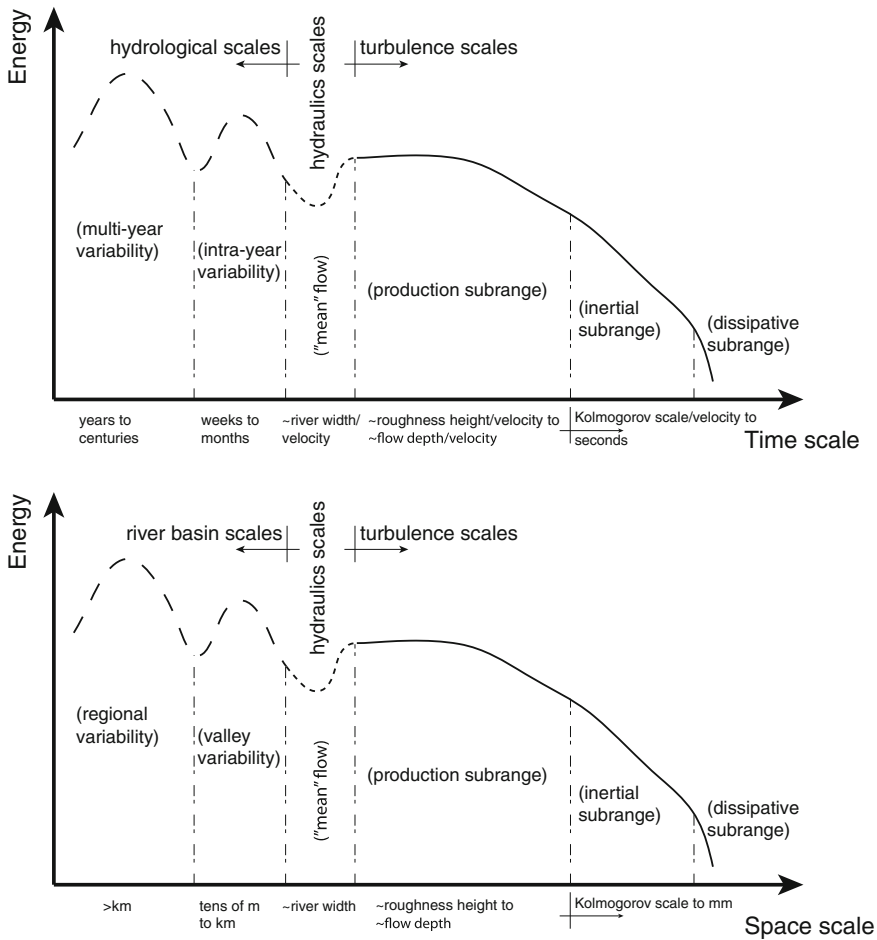 Energy
hydrological scales
hydraulics scales
turbulence scales
(multi-year
variability)
(intra-year
variability)
("mean" flow)
(production subrange)
(inertial
subrange)
(dissipative
subrange)
years to
centuries
weeks to
months
~river width/
velocity
~roughness height/velocity to
~flow depth/velocity
Kolmogorov scale/velocity to
seconds
Time scale
Energy
river basin scales
hydraulics scales
turbulence scales
(regional
variability)
(valley
variability)
("mean" flow)
(production subrange)
(inertial
subrange)
(dissipative
subrange)
>km
tens of m
to km
~river width
~roughness height to
~flow depth
Kolmogorov scale to mm
Space scale